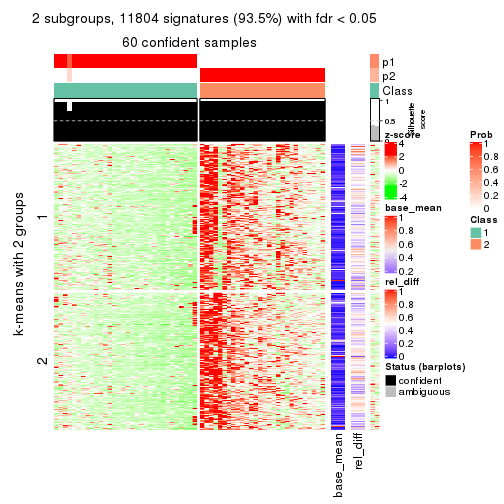 2 subgroups, 11804 signatures (93.5%) with fdr < 0.05
60 confident samples
p1
p2
Class
1
0.5
0
Silhouette
score
k-means with 2 groups
1
2
base_mean
rel_diff
z-score
4
2
0
-2
-4
base_mean
1
0.8
0.6
0.4
0.2
rel_diff
1
0.8
0.6
0.4
0.2
0
Status (barplots)
confident
ambiguous
Prob
1
0.8
0.6
0.4
0.2
0
Class
1
2